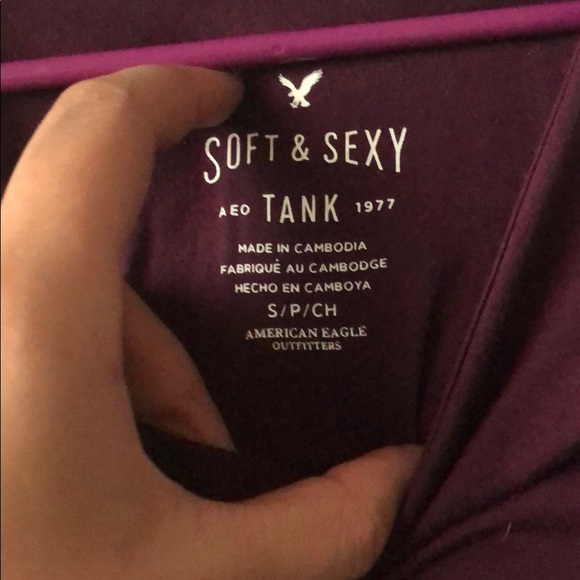 SOFT & SEXY
AEO TANK 1977
MADE IN CAMBODIA
FABRIQUÉ AU CAMBODGE
HECHO EN CAMBOYA
S/P/CH
AMERICAN EAGLE
OUTFITTERS